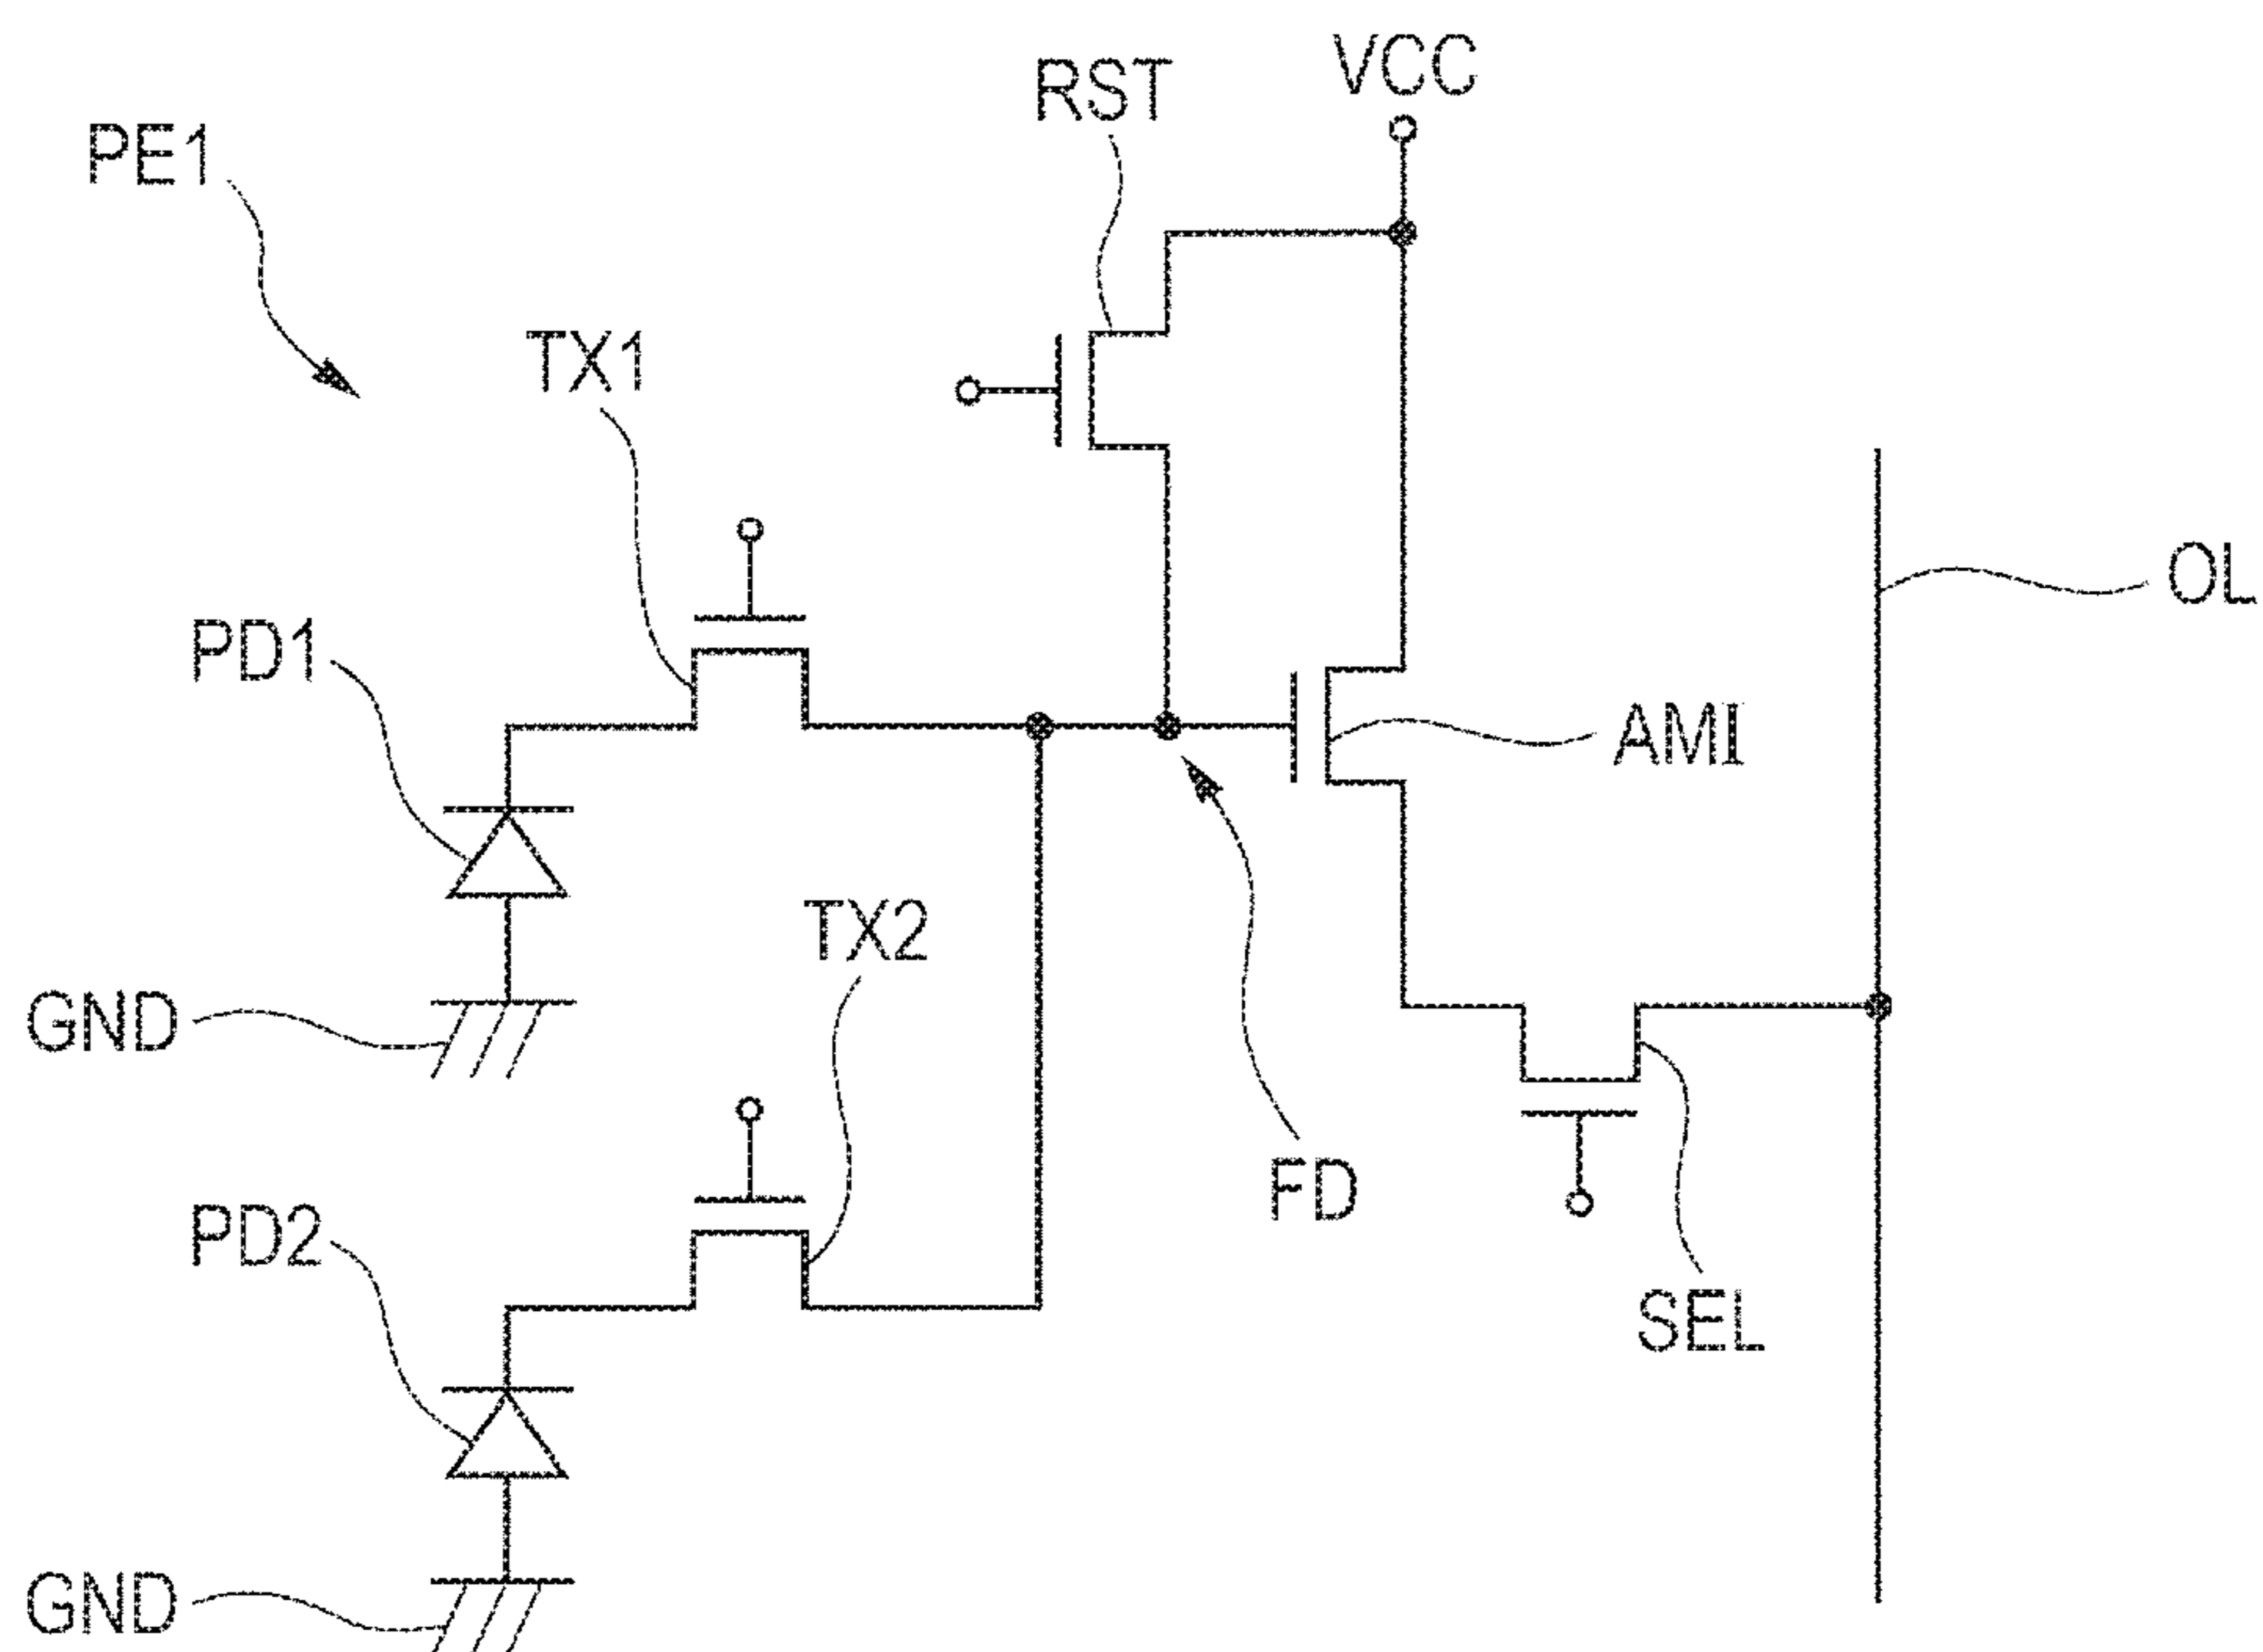 VCC
RST
PE1
TX1
OL
PD1
AMI
TX2
GND
FD
PD2
SEL
GND